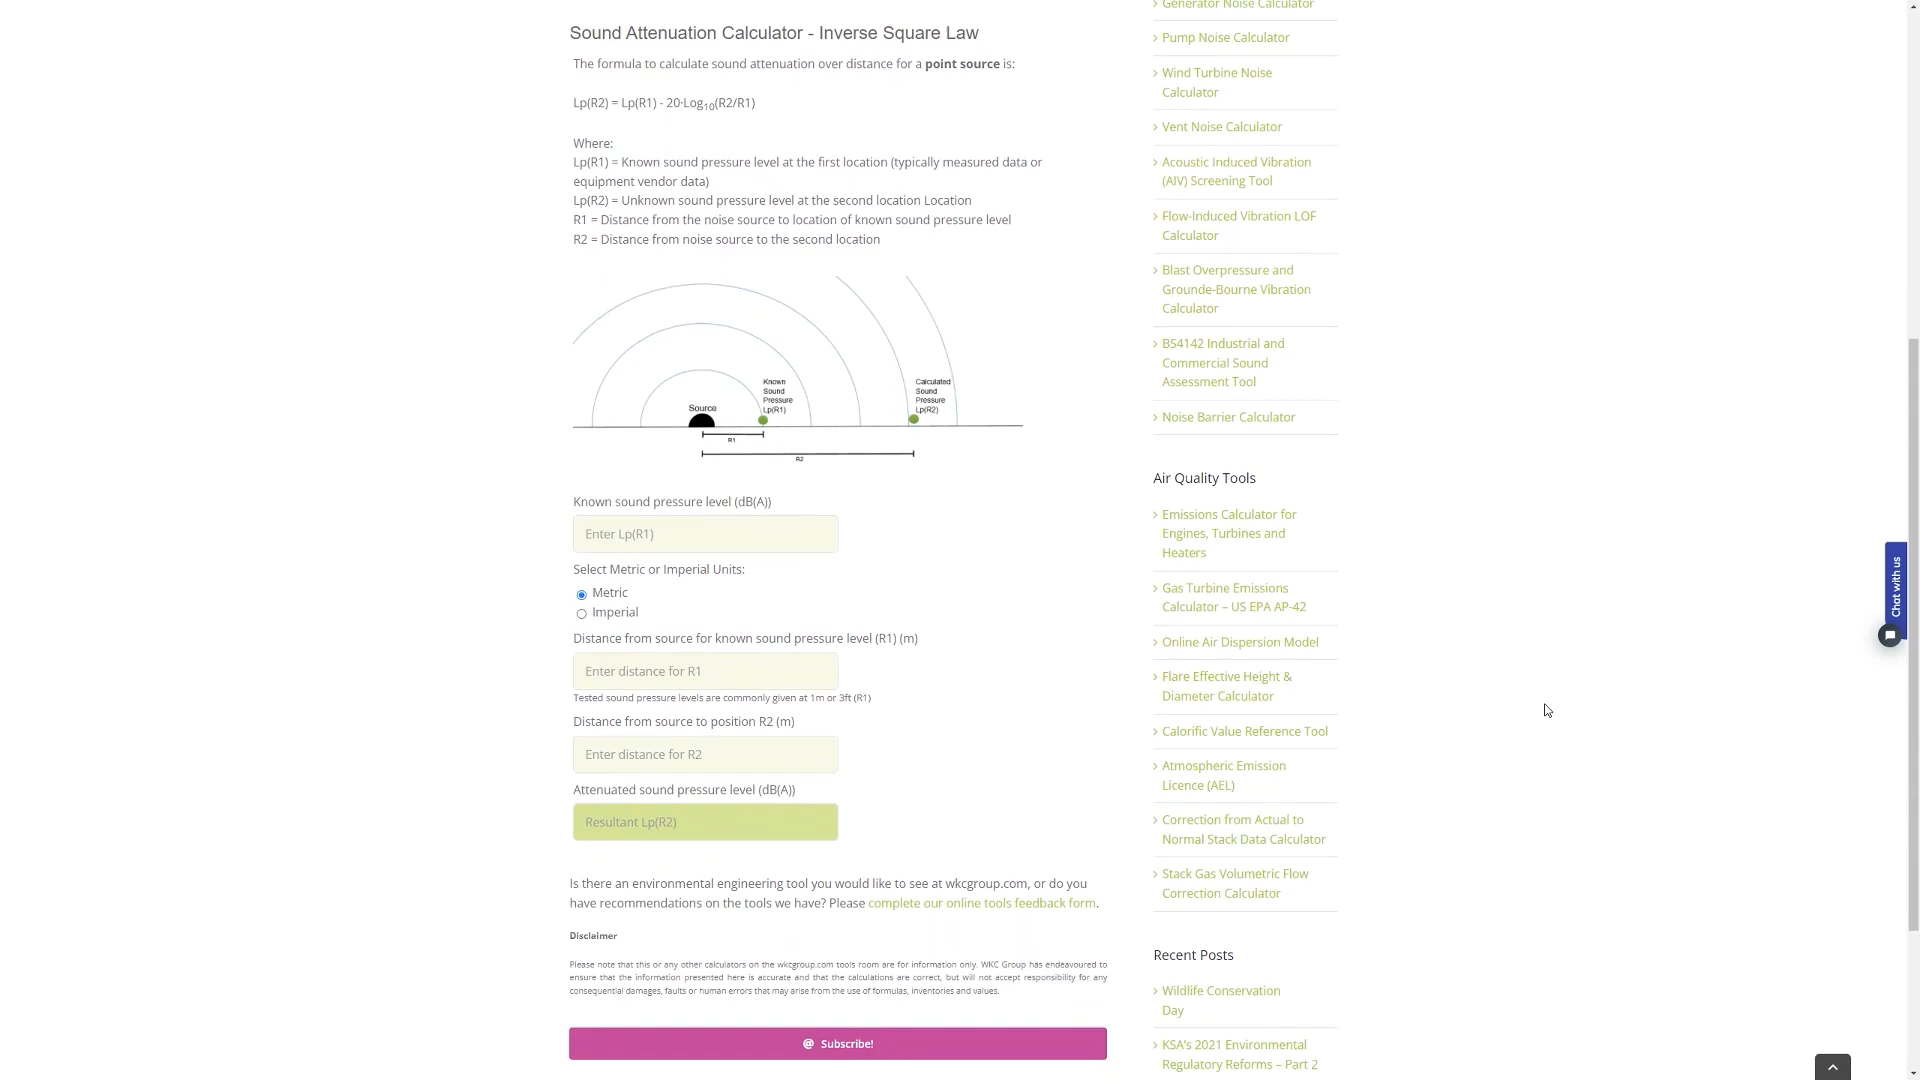 Sound Attenuation Calculator - Inverse Square Law
The formula to calculate sound attenuation over distance for a point source is:
Lp(R2) = Lp(R1) - 20·Log10(R2/R1)
Where:
Lp(R1) = Known sound pressure level at the first location (typically measured data or
equipment vendor data)
Lp(R2) = Unknown sound pressure level at the second location Location
R1 = Distance from the noise source to location of known sound pressure level
R2 = Distance from noise source to the second location
Known
Sound
Pressure
Lp(R1)
Calculated
Sound
Pressure
Lp(R2)
Source
R1
R2
Known sound pressure level (dB(A))
Enter Lp(R1)
Select Metric or Imperial Units:
Metric
Imperial
Distance from source for known sound pressure level (R1) (m)
Enter distance for R1
Tested sound pressure levels are commonly given at 1m or 3ft (R1)
Distance from source to position R2 (m)
Enter distance for R2
Attenuated sound pressure level (dB(A))
Resultant Lp(R2)
Is there an environmental engineering tool you would like to see at wkcgroup.com, or do you
have recommendations on the tools we have? Please complete our online tools feedback form.
Disclaimer
Please note that this or any other calculators on the wkcgroup.com tools room are for information only. WKC Group has endeavoured to
ensure that the information presented here is accurate and that the calculations are correct, but will not accept responsibility for any
consequential damages, faults or human errors that may arise from the use of formulas, inventories and values.
@ Subscribe!
Generator Noise Calculator
Pump Noise Calculator
Wind Turbine Noise
Calculator
Vent Noise Calculator
Acoustic Induced Vibration
(AIV) Screening Tool
Flow-Induced Vibration LOF
Calculator
Blast Overpressure and
Grounde-Bourne Vibration
Calculator
BS4142 Industrial and
Commercial Sound
Assessment Tool
Noise Barrier Calculator
Air Quality Tools
Emissions Calculator for
Engines, Turbines and
Heaters
Gas Turbine Emissions
Calculator – US EPA AP-42
Online Air Dispersion Model
Flare Effective Height &
Diameter Calculator
Calorific Value Reference Tool
Atmospheric Emission
Licence (AEL)
Correction from Actual to
Normal Stack Data Calculator
Stack Gas Volumetric Flow
Correction Calculator
Recent Posts
Wildlife Conservation
Day
KSA's 2021 Environmental
Regulatory Reforms – Part 2
Chat with us